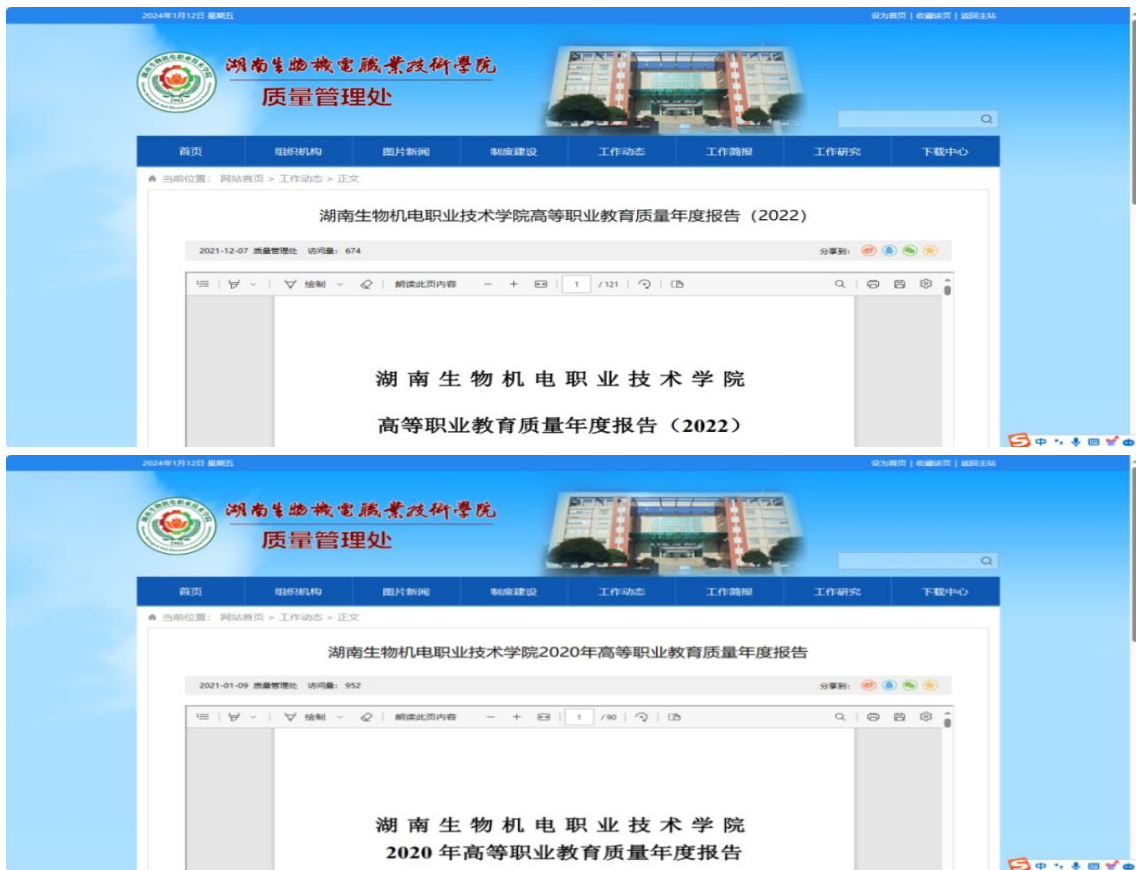 2024年1月12日 星期五
设为首页 | 收藏该页 | 返回主站
湖南生物機電職業技術學院
质量管理处
首页 组织机构 图片新闻 制度建设 工作动态 工作简报 工作研究 下载中心
当前位置: 网站首页 > 工作动态 > 正文
湖南生物机电职业技术学院高等职业教育质量年度报告（2022）
2021-12-07 质量管理处 访问量: 674
分享到:
绘制 朗读此页内容 1 /121
湖南生物机电职业技术学院
高等职业教育质量年度报告（2022）
中
2024年1月12日 星期五
设为首页 | 收藏该页 | 返回主站
湖南生物機電職業技術學院
质量管理处
首页 组织机构 图片新闻 制度建设 工作动态 工作简报 工作研究 下载中心
当前位置: 网站首页 > 工作动态 > 正文
湖南生物机电职业技术学院2020年高等职业教育质量年度报告
2021-01-09 质量管理处 访问量: 952
分享到:
绘制 朗读此页内容 1 /90
湖南生物机电职业技术学院
2020 年高等职业教育质量年度报告
中